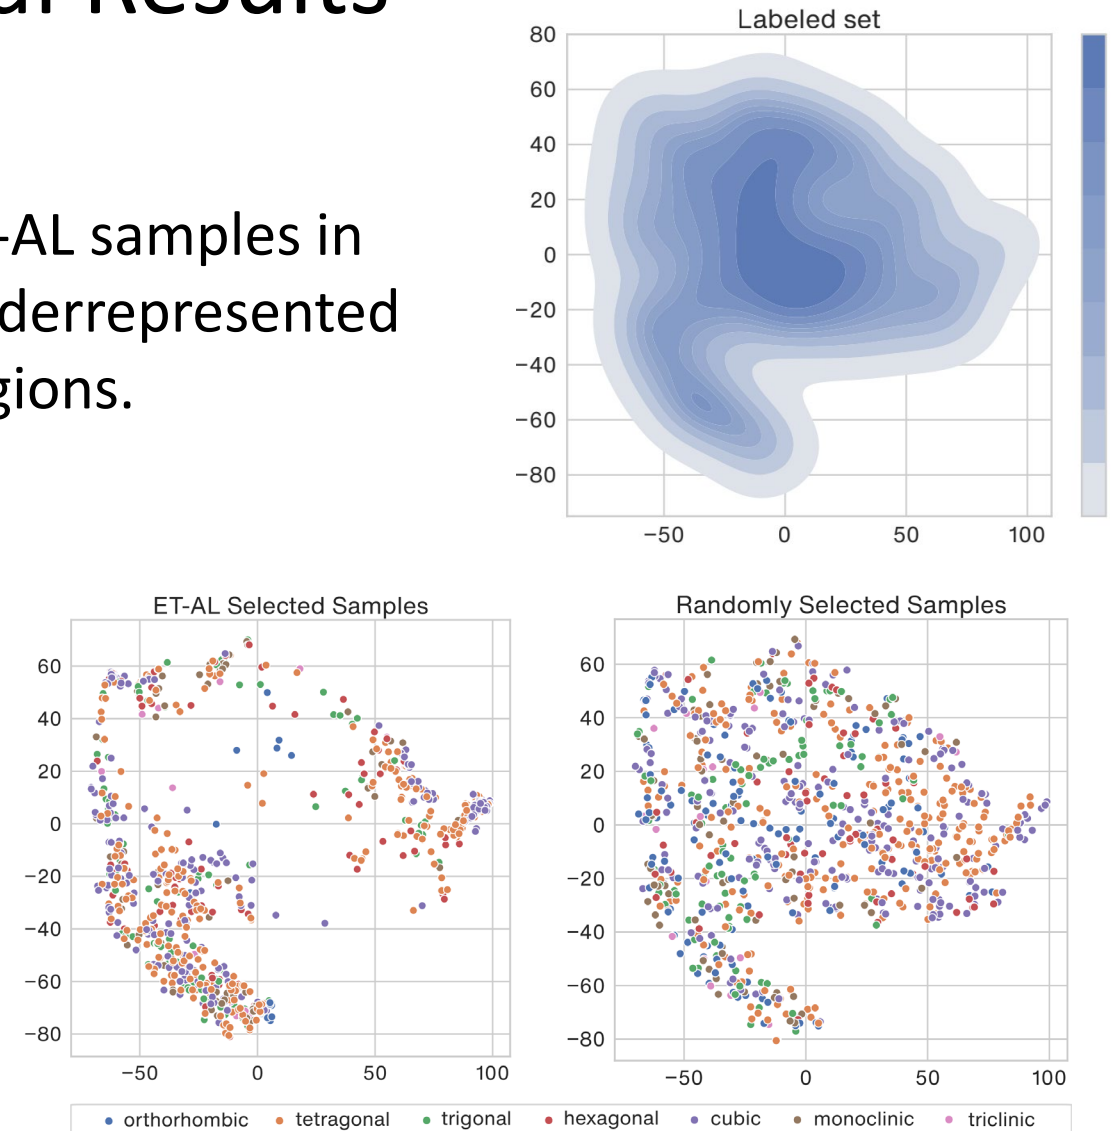 Results
Labeled set
80
60
40
20
0
−20
−40
−60
−80
−50 0 50 100
-AL samples in
derrepresented
gions.
ET-AL Selected Samples
60
40
20
0
−20
−40
−60
−80
−50 0 50 100
Randomly Selected Samples
60
40
20
0
−20
−40
−60
−80
−50 0 50 100
orthorhombic tetragonal trigonal hexagonal cubic monoclinic triclinic